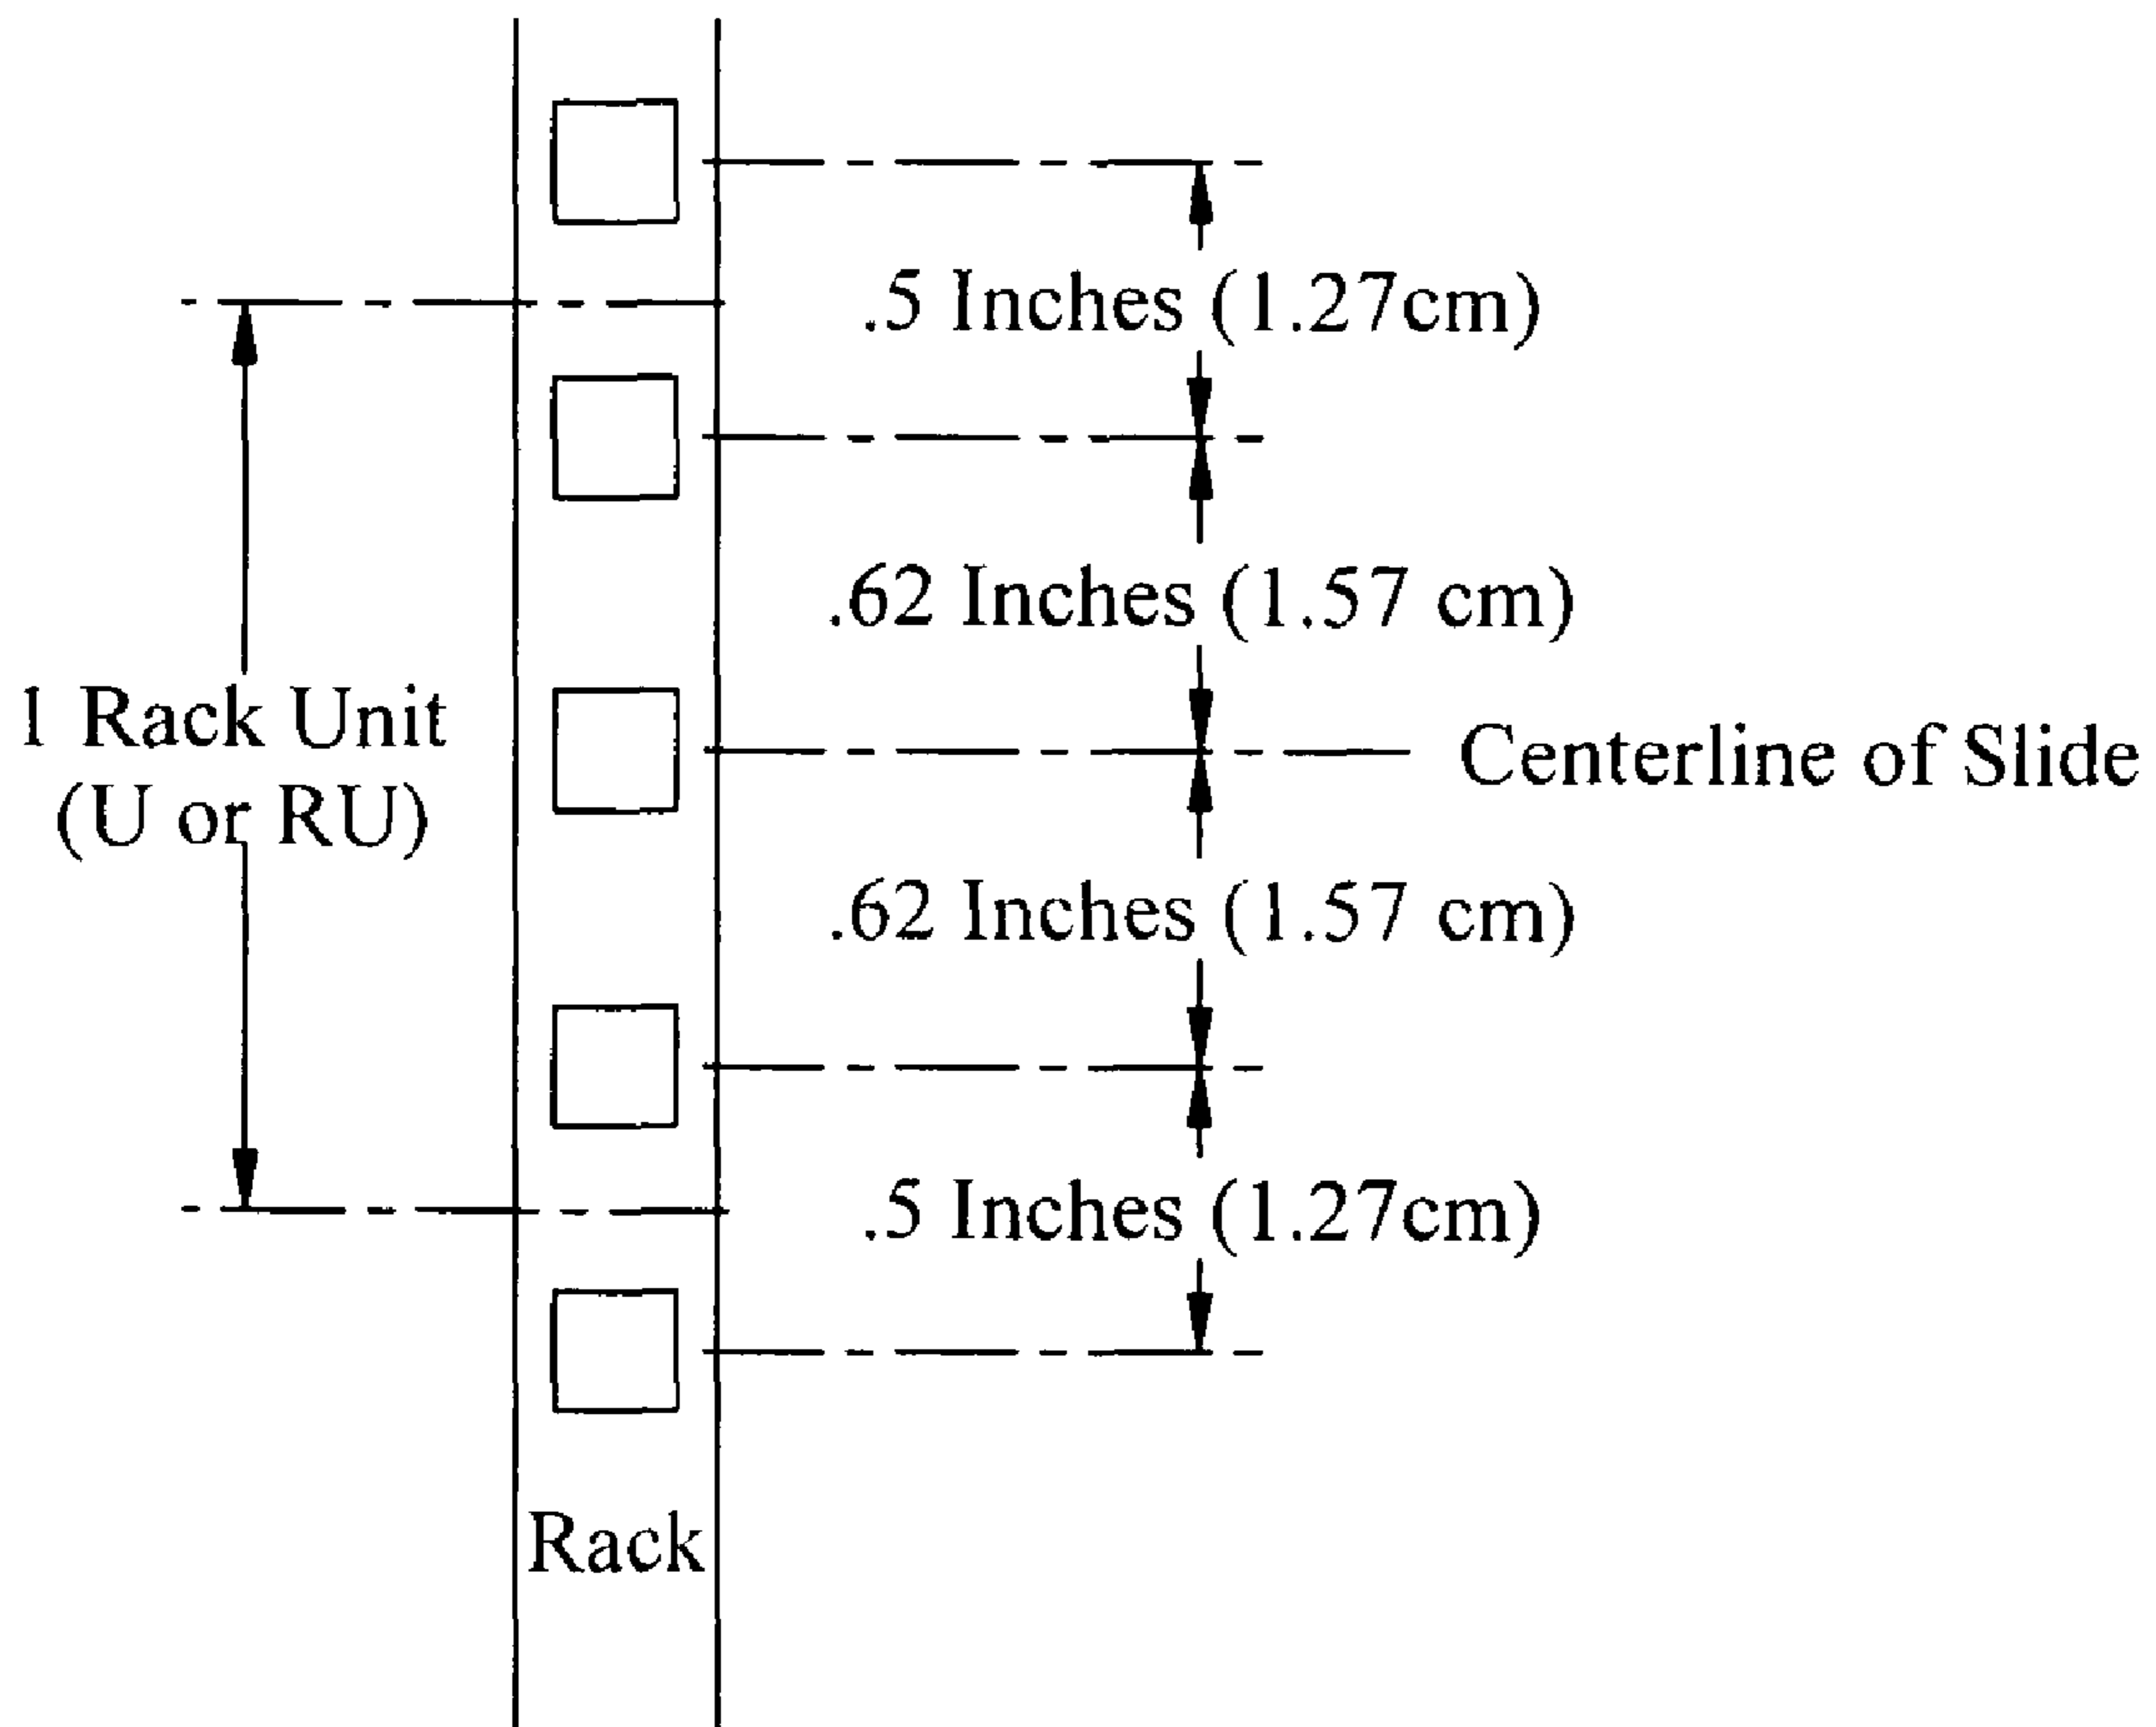 .5 Inches (1.27cm)
.62 Inches (1.57 cm)
1 Rack Unit
(U or RU)
Centerline of Slide
.62 Inches (1.57 cm)
.5 Inches (1.27cm)
Rack